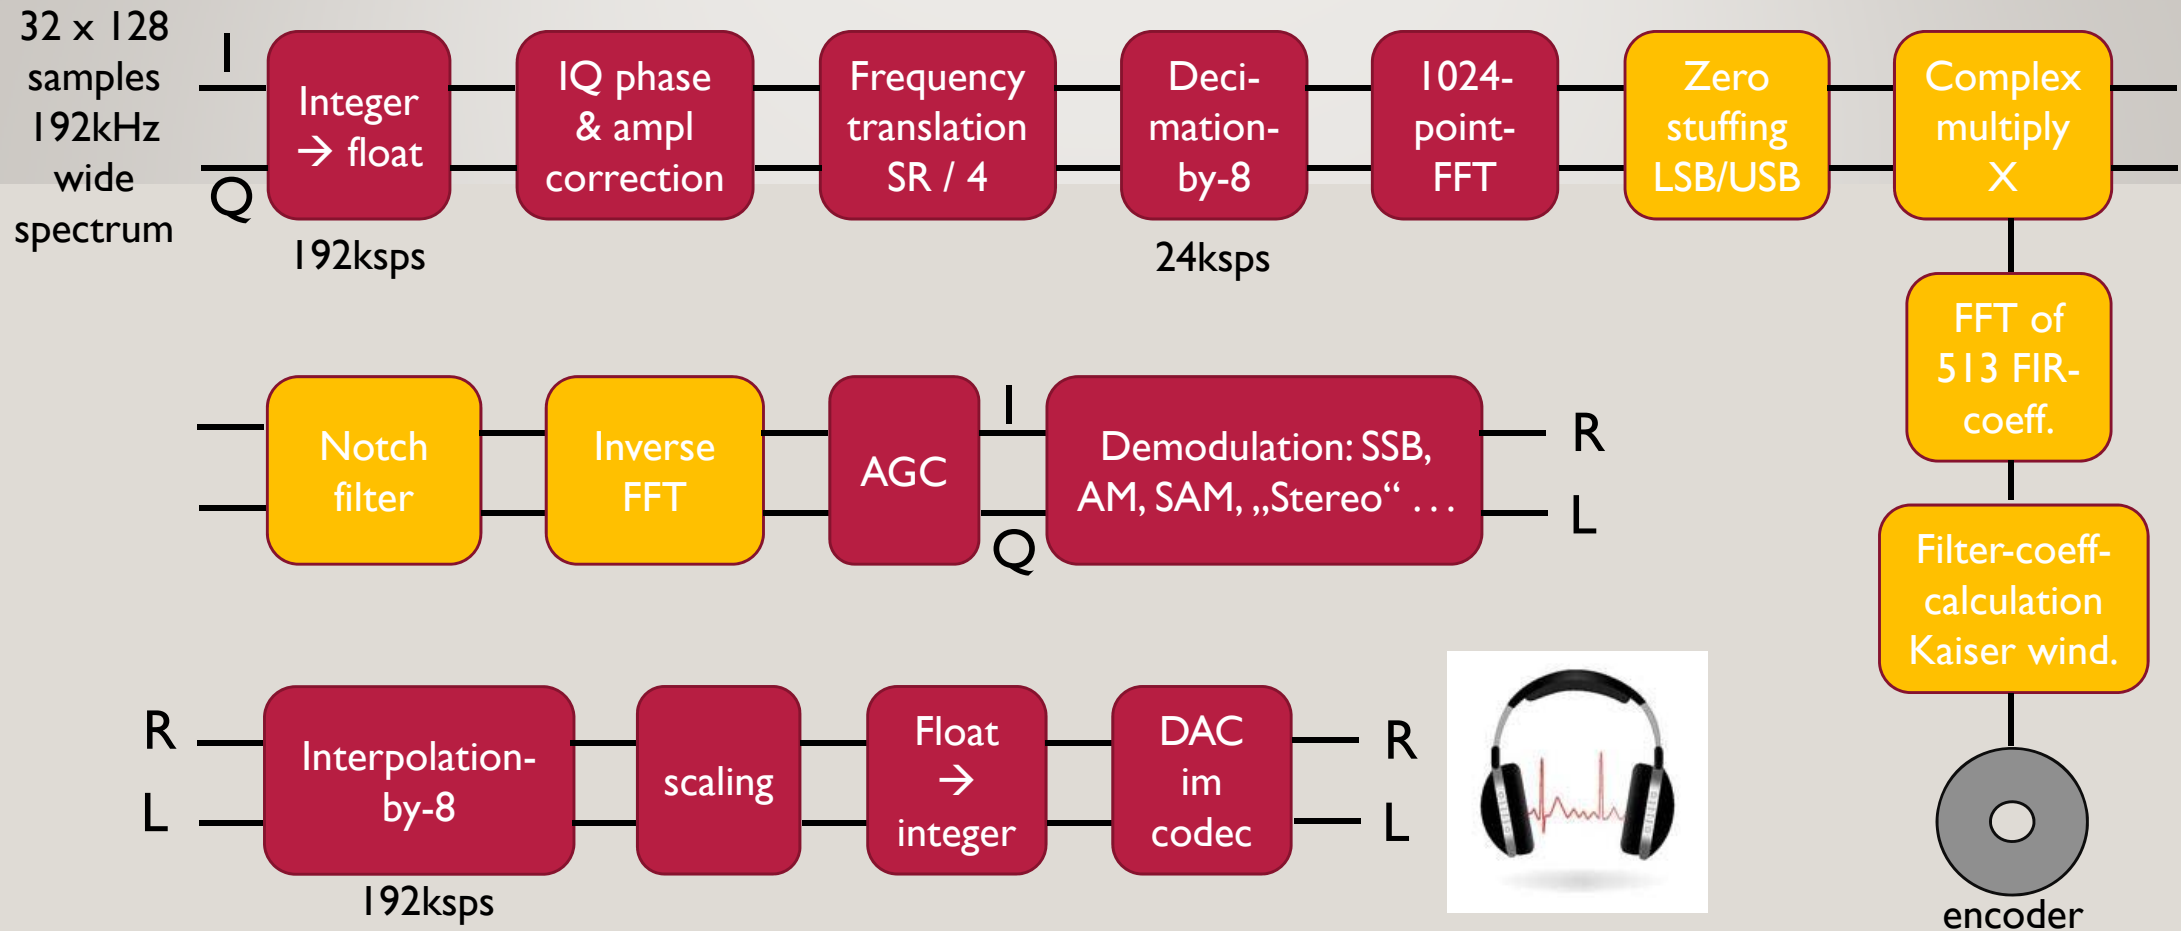 32 x 128
samples
192kHz
wide
spectrum
I
Q
Integer
→ float
192ksps
IQ phase
& ampl
correction
Frequency
translation
SR / 4
Deci-
mation-
by-8
24ksps
1024-
point-
FFT
Zero
stuffing
LSB/USB
Complex
multiply
X
FFT of
513 FIR-
coeff.
Filter-coeff-
calculation
Kaiser wind.
encoder
Notch
filter
Inverse
FFT
AGC
I
Q
Demodulation: SSB,
AM, SAM, „Stereo“ …
R
L
R
L
Interpolation-
by-8
192ksps
scaling
Float
→
integer
DAC
im
codec
R
L